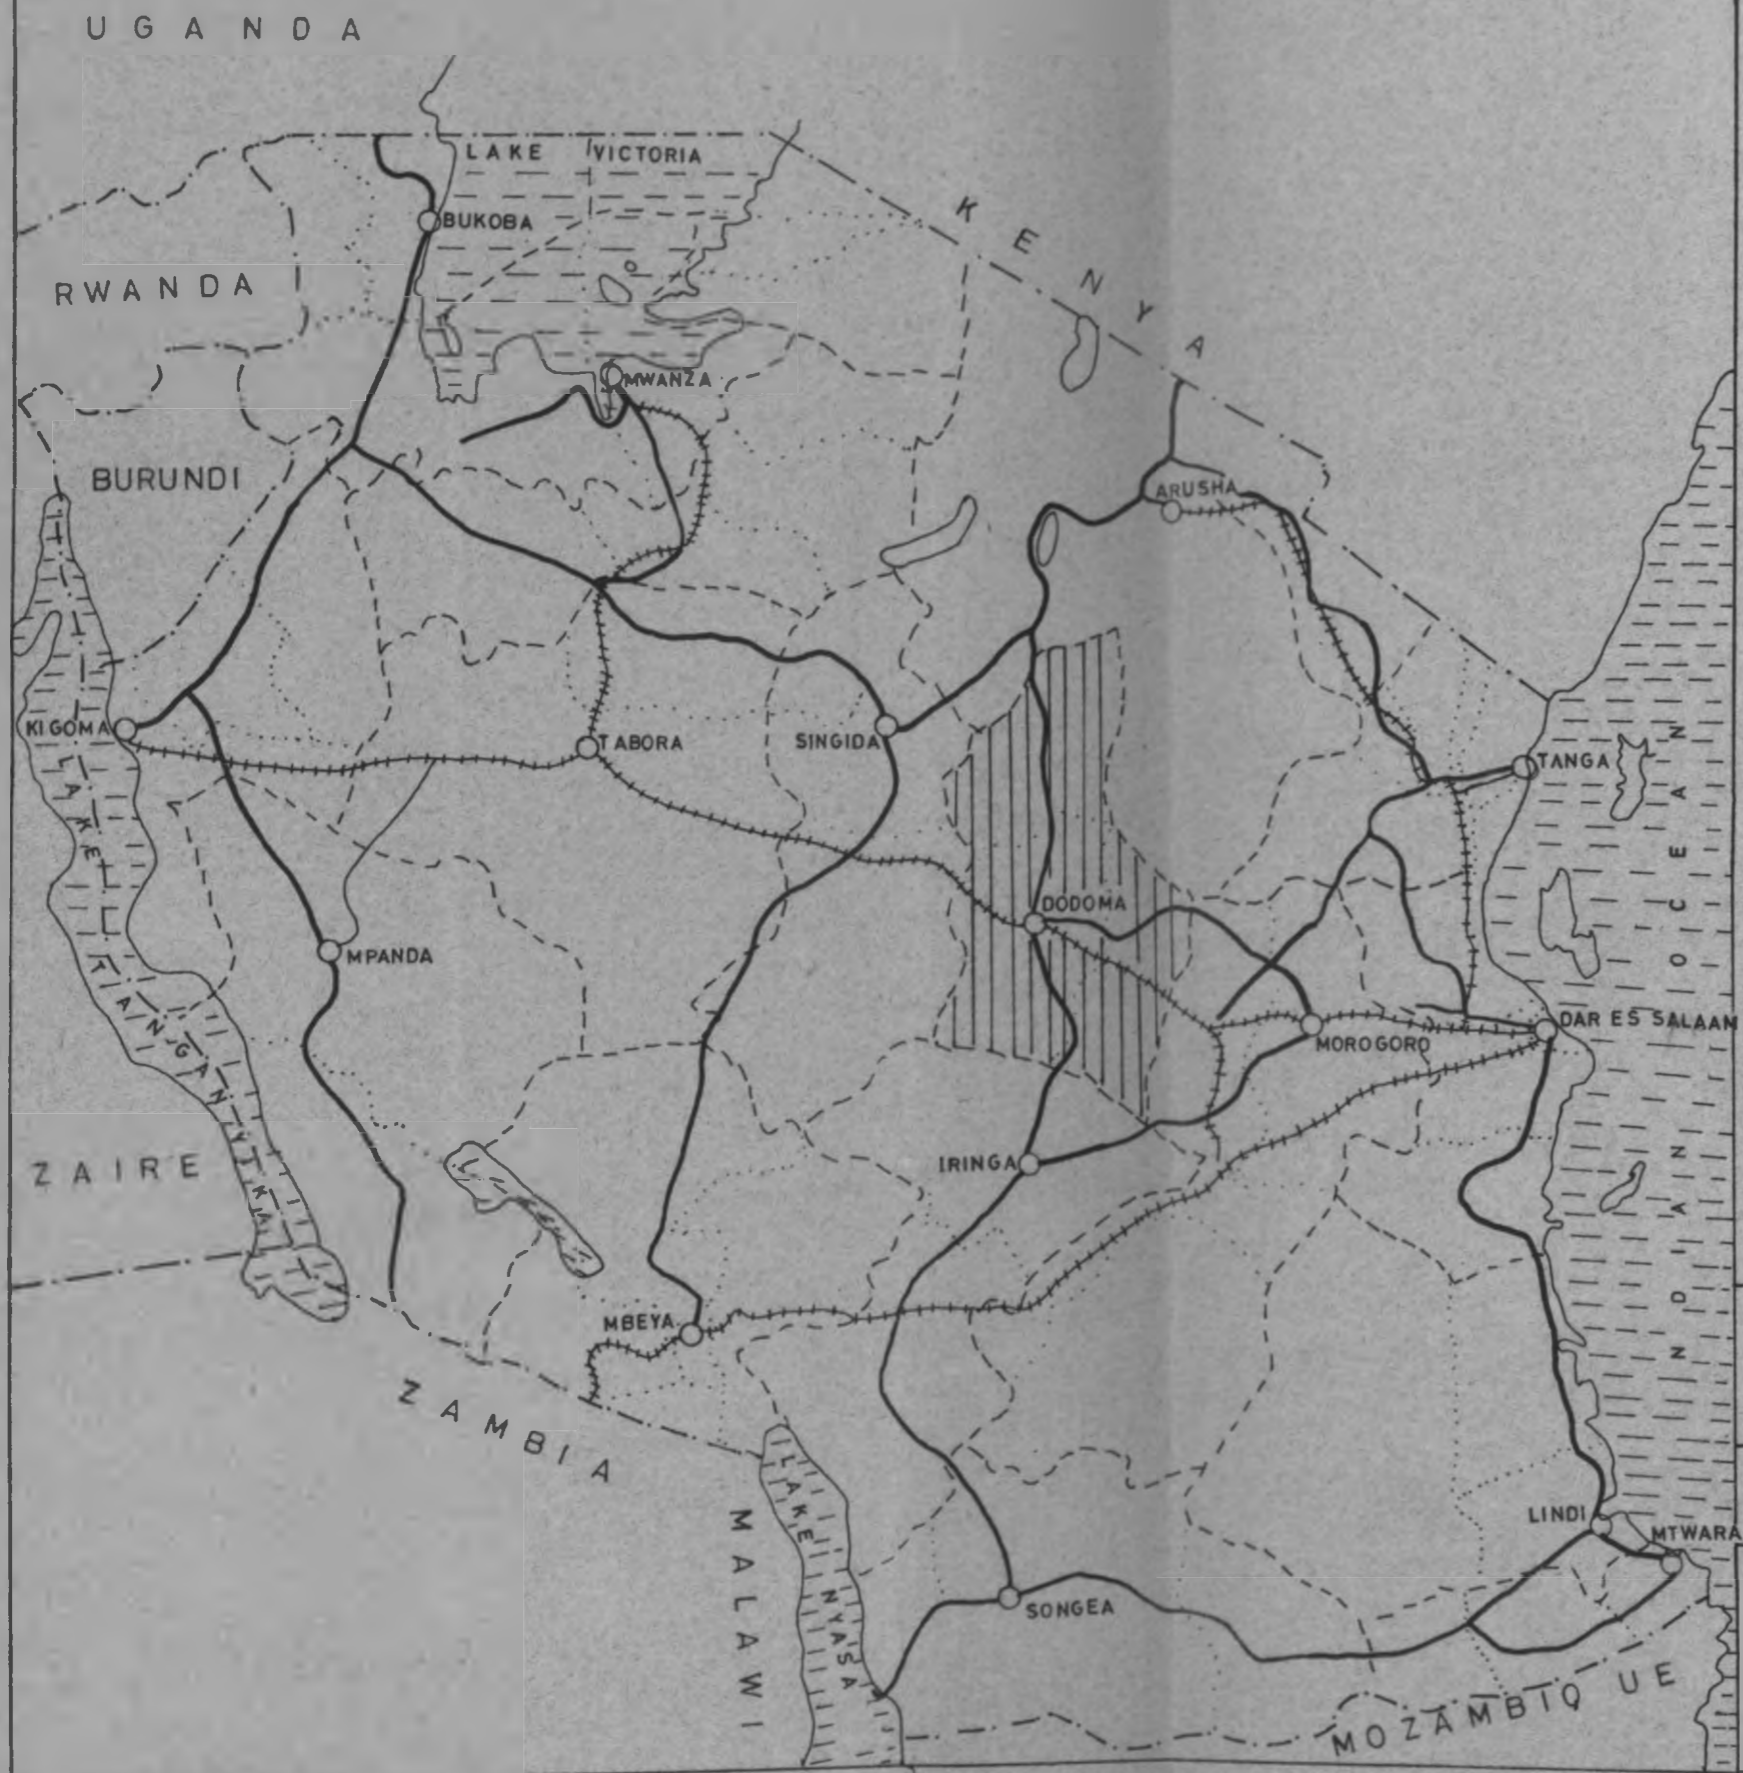 UGANDA
LAKE VICTORIA
BUKOBA
KENYA
RWANDA
MWANZA
BURUNDI
ARUSHA
KIGOMA
TABORA
SINGIDA
TANGA
INDIAN OCEAN
LAKE TANGANYIKA
DODOMA
MPANDA
DAR ES SALAAM
MOROGORO
ZAIRE
IRINGA
MBEYA
ZAMBIA
LAKE NYASA
MALAWI
LINDI
MTWARA
SONGEA
MOZAMBIQUE